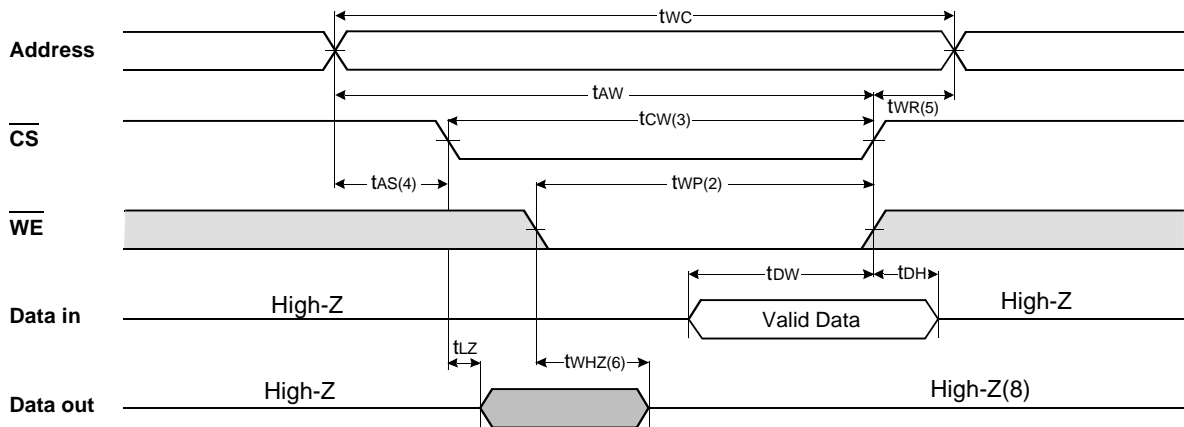 tWC
Address
tAW
tWR(5)
tCW(3)
CS
tAS(4)
tWP(2)
WE
tDW
tDH
High-Z
High-Z
Data in
Valid Data
tLZ
tWHZ(6)
High-Z
High-Z(8)
Data out